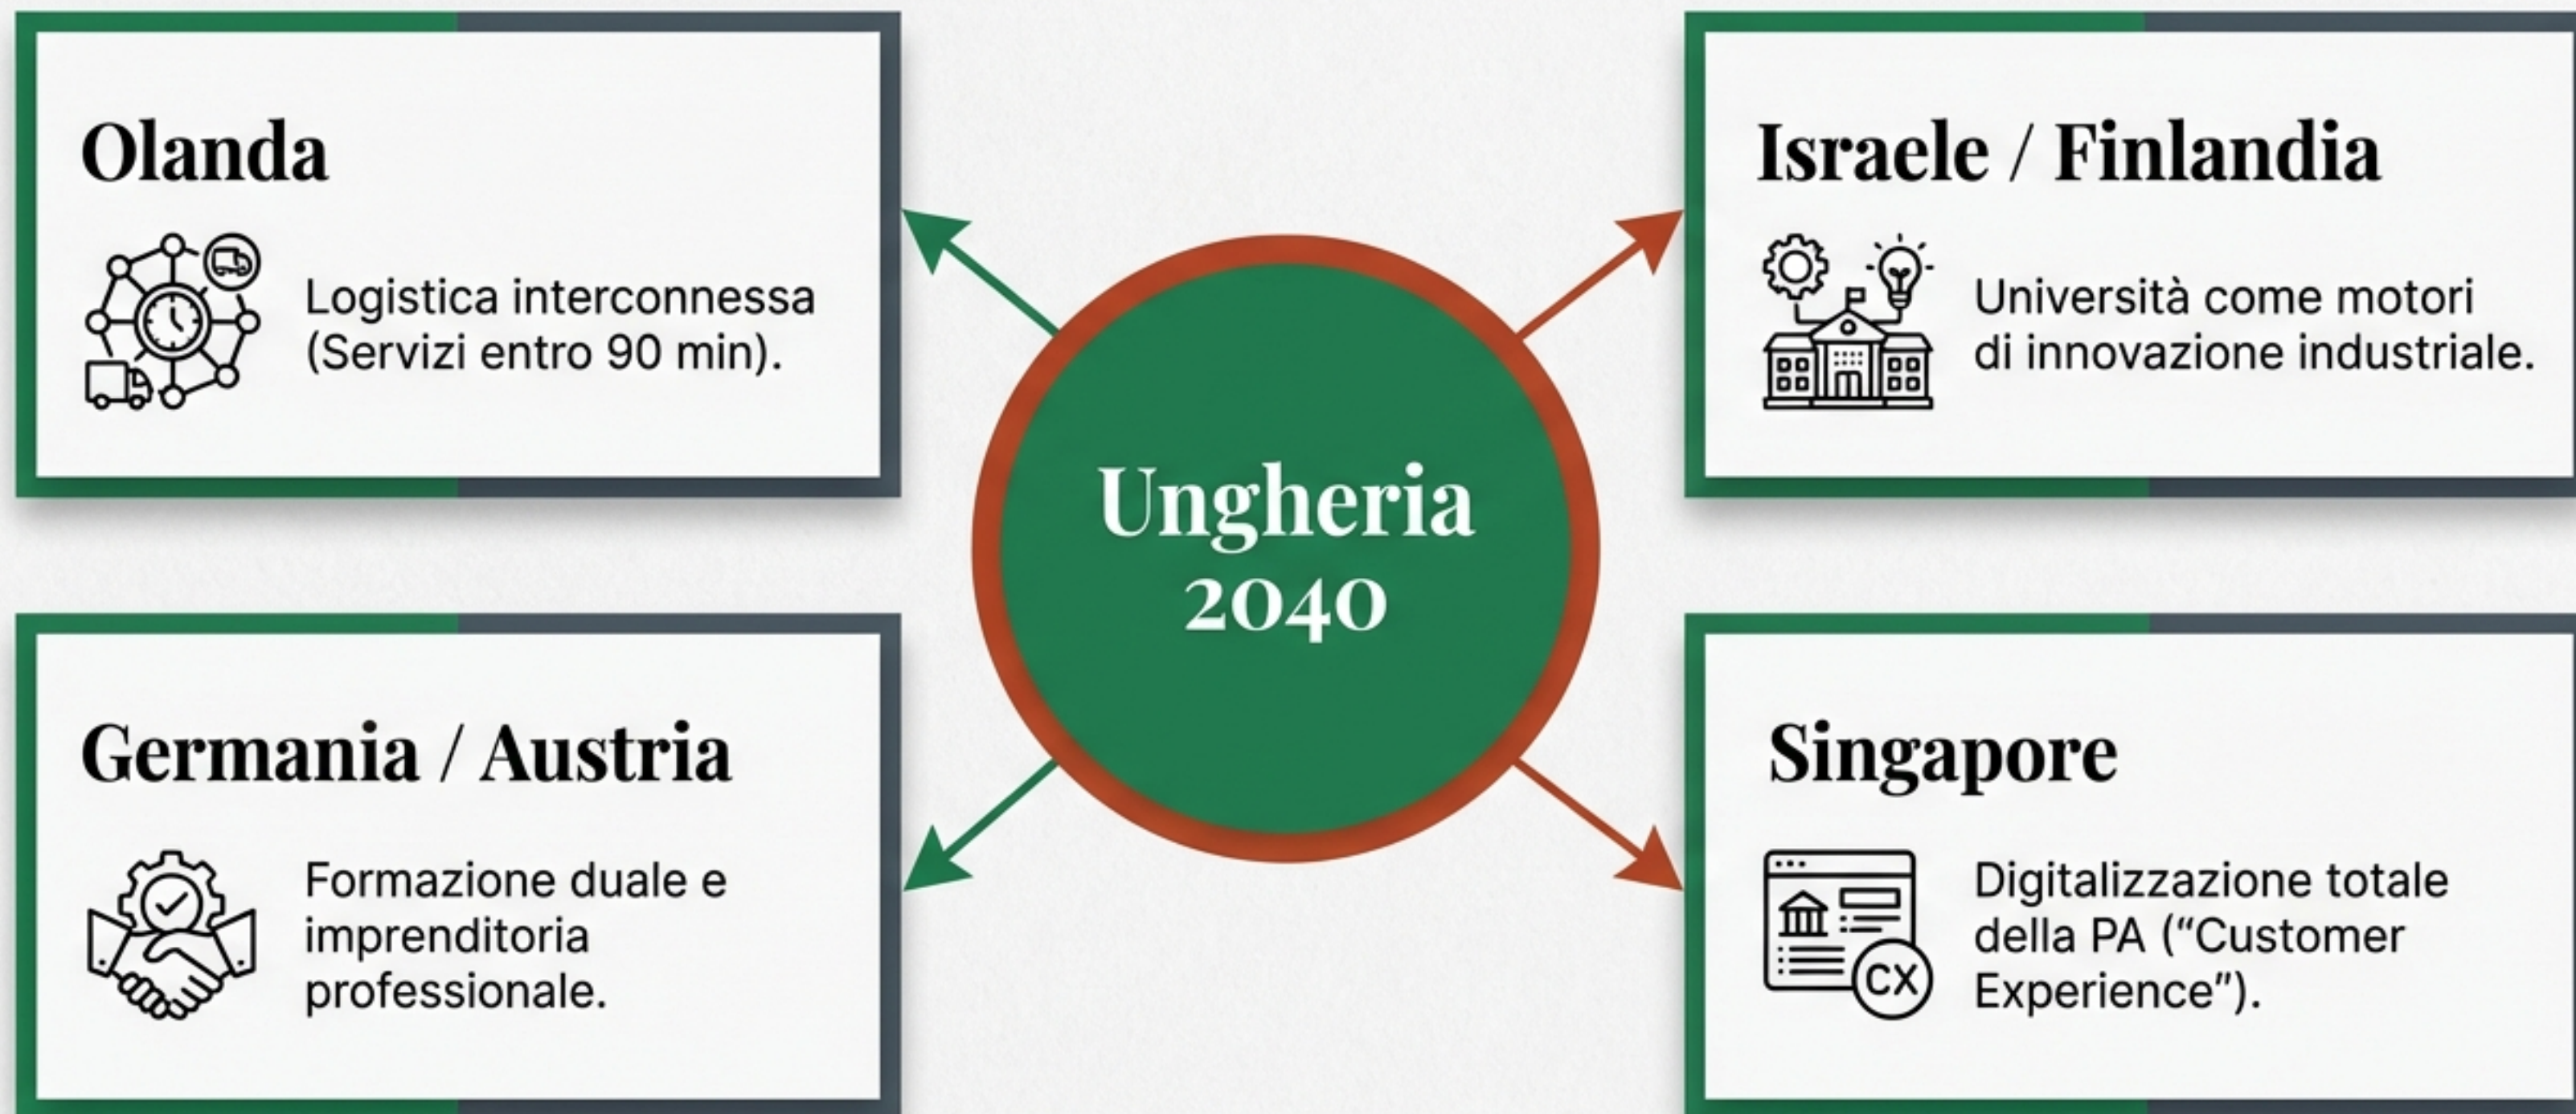 Olanda
Logistica interconnessa
(Servizi entro 90 min).
Israele / Finlandia
Università come motori
di innovazione industriale.
Ungheria
2040
Germania / Austria
Formazione duale e
imprenditoria
professionale.
Singapore
Digitalizzazione totale
della PA (“Customer
Experience”).
CX